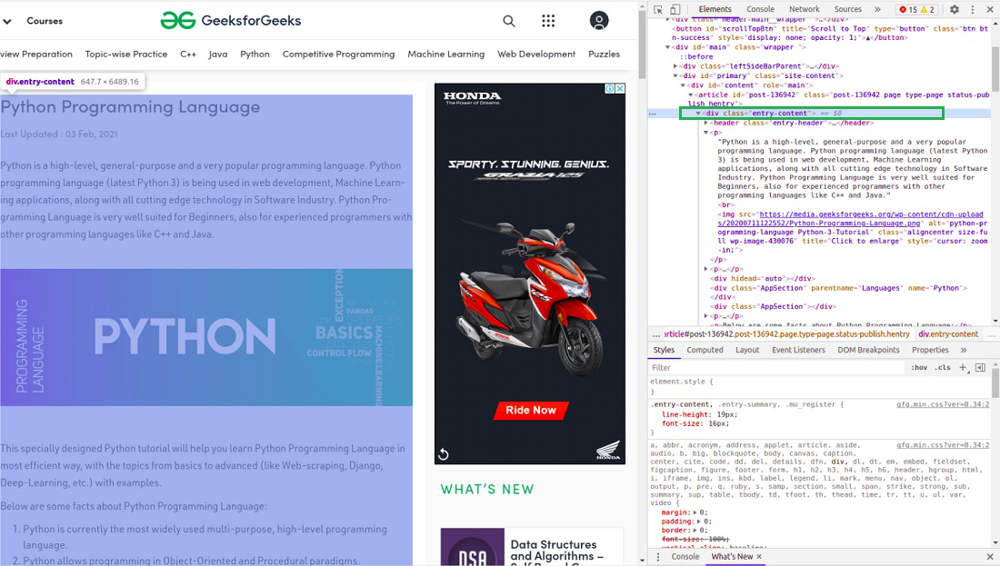 Courses
GeeksforGeeks
view Preparation Topic-wise Practice C++ Java Python Competitive Programming Machine Learning Web Development Puzzles
div.entry-content 647.7 × 6489.16
Python Programming Language
Last Updated : 03 Feb, 2021
Python is a high-level, general-purpose and a very popular programming language. Python
programming language (latest Python 3) is being used in web development, Machine Learn-
ing applications, along with all cutting edge technology in Software Industry. Python Pro-
gramming Language is very well suited for Beginners, also for experienced programmers with
other programming languages like C++ and Java.
PROGRAMMING
LANGUAGE
PYTHON
EXCEPTION
PANDAS
OPERATORS
BASICS
CONTROL FLOW
MACHINE LEARNING
This specially designed Python tutorial will help you learn Python Programming Language in
most efficient way, with the topics from basics to advanced (like Web-scraping, Django,
Deep-Learning, etc.) with examples.
Below are some facts about Python Programming Language:
1. Python is currently the most widely used multi-purpose, high-level programming
language.
2. Python allows programming in Object-Oriented and Procedural paradigms.
HONDA
The Power of Dreams
SPORTY. STUNNING. GENIUS.
GRAZIA 125
SPORTS EDITION
125
Ride Now
HONDA
WHAT'S NEW
DSA
Data Structures
and Algorithms –
Elements Console Network Sources » 15 2
<div class="header-main__wrapper ">…</div>
<button id="scrollTopBtn" title="Scroll to Top" type="button" class="btn bt
n-success" style="display: none; opacity: 1;">▲</button>
<div id="main" class="wrapper ">
::before
<div class="leftSideBarParent">…</div>
<div id="primary" class="site-content">
<div id="content" role="main">
<article id="post-136942" class="post-136942 page type-page status-pub
lish hentry">
<div class="entry-content"> == $0
<header class="entry-header">…</header>
<p>
"Python is a high-level, general-purpose and a very popular
programming language. Python programming language (latest Python
3) is being used in web development, Machine Learning
applications, along with all cutting edge technology in Software
Industry. Python Programming Language is very well suited for
Beginners, also for experienced programmers with other
programming languages like C++ and Java."
<br>
<img src="https://media.geeksforgeeks.org/wp-content/cdn-upload
s/20200711122552/Python-Programming-Language.png" alt="python-pr
ogramming-language Python-3-Tutorial" class="aligncenter size-fu
ll wp-image-430076" title="Click to enlarge" style="cursor: zoom
-in;">
</p>
<p>…</p>
<div hidead="auto"></div>
<div class="AppSection" parentname="Languages" name="Python">
</div>
<div class="AppSection"></div>
<p>…</p>
<p>Below are some facts about Python Programming Language:</p>
… article#post-136942.post-136942.page.type-page.status-publish.hentry div.entry-content …
Styles Computed Layout Event Listeners DOM Breakpoints Properties »
Filter :hov .cls +
element.style {
}
.entry-content, .entry-summary, .mu_register { gfg.min.css?ver=8.34:2
line-height: 19px;
font-size: 16px;
}
a, abbr, acronym, address, applet, article, aside, gfg.min.css?ver=8.34:2
audio, b, big, blockquote, body, canvas, caption,
center, cite, code, dd, del, details, dfn, div, dl, dt, em, embed, fieldset,
figcaption, figure, footer, form, h1, h2, h3, h4, h5, h6, header, hgroup, html,
i, iframe, img, ins, kbd, label, legend, li, mark, menu, nav, object, ol,
output, p, pre, q, ruby, s, samp, section, small, span, strike, strong, sub,
summary, sup, table, tbody, td, tfoot, th, thead, time, tr, tt, u, ul, var,
video {
margin: 0;
padding: 0;
border: 0;
font-size: 100%;
vertical-align: baseline;
Console What's New ×